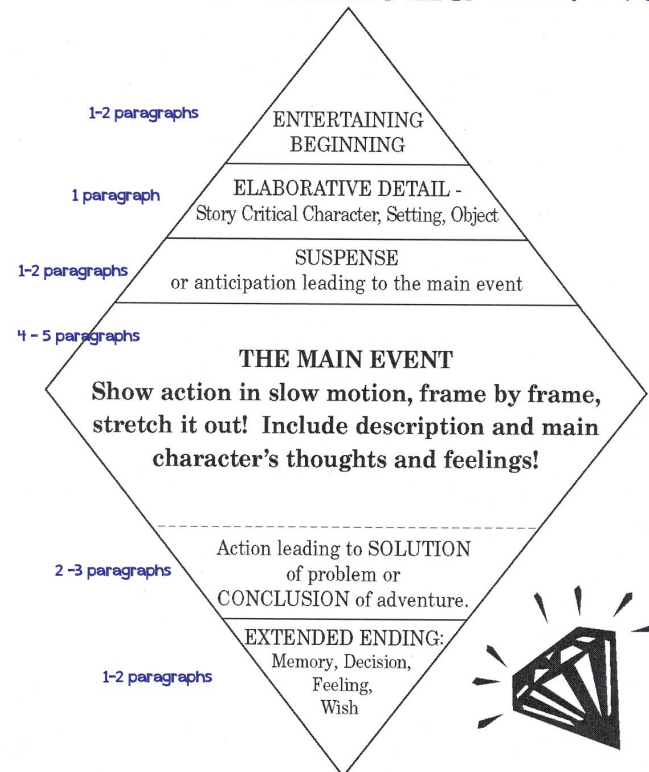 1-2 paragraphs
ENTERTAINING
BEGINNING
1 paragraph
ELABORATIVE DETAIL -
Story Critical Character, Setting, Object
1-2 paragraphs
SUSPENSE
or anticipation leading to the main event
4 - 5 paragraphs
THE MAIN EVENT
Show action in slow motion, frame by frame,
stretch it out! Include description and main
character's thoughts and feelings!
2 -3 paragraphs
Action leading to SOLUTION
of problem or
CONCLUSION of adventure.
1-2 paragraphs
EXTENDED ENDING:
Memory, Decision,
Feeling,
Wish